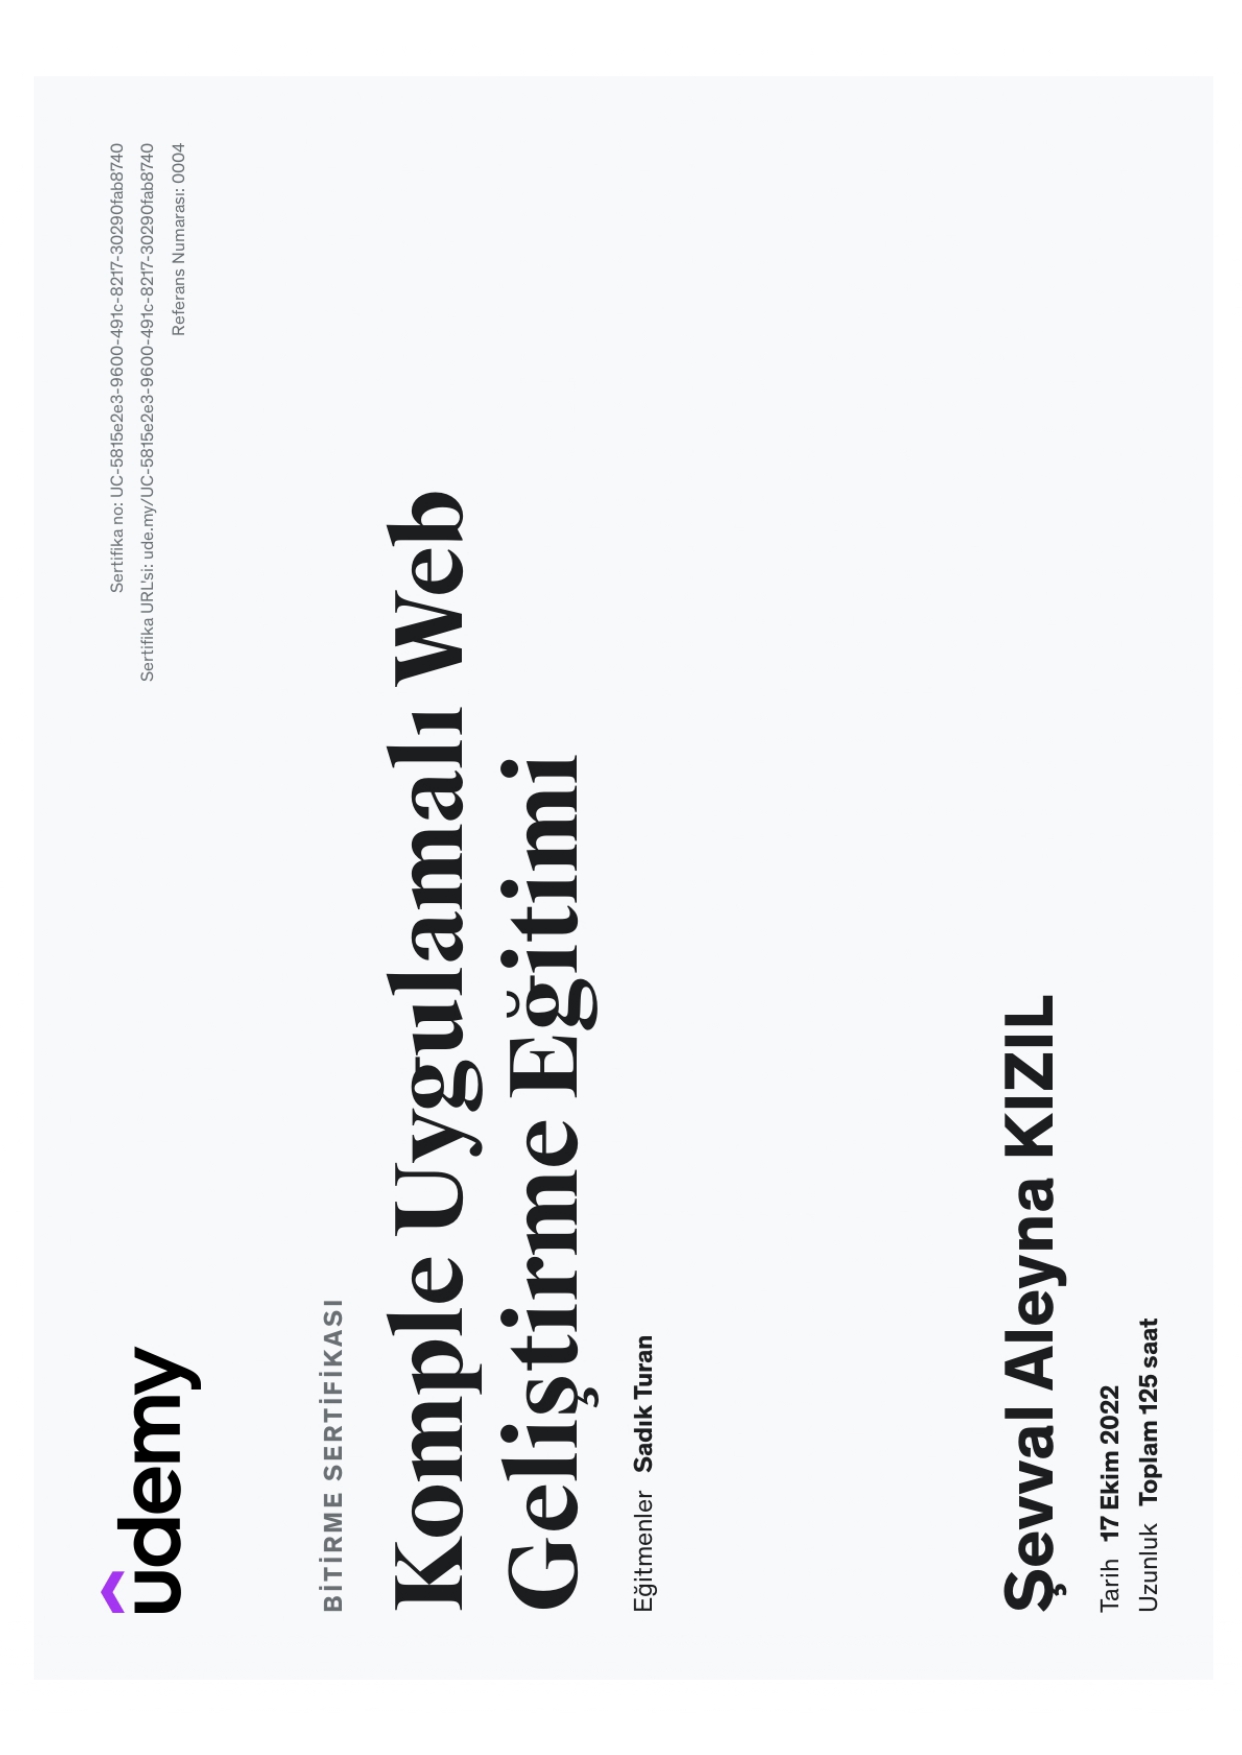 udemy
Sertifika no: UC-5815e2e3-9600-491c-8217-30290fab8740
Sertifika URL'si: ude.my/UC-5815e2e3-9600-491c-8217-30290fab8740
Referans Numarası: 0004
BİTİRME SERTİFİKASI
Komple Uygulamalı Web
Geliştirme Eğitimi
Eğitmenler Sadık Turan
Şevval Aleyna KIZIL
Tarih 17 Ekim 2022
Uzunluk Toplam 125 saat